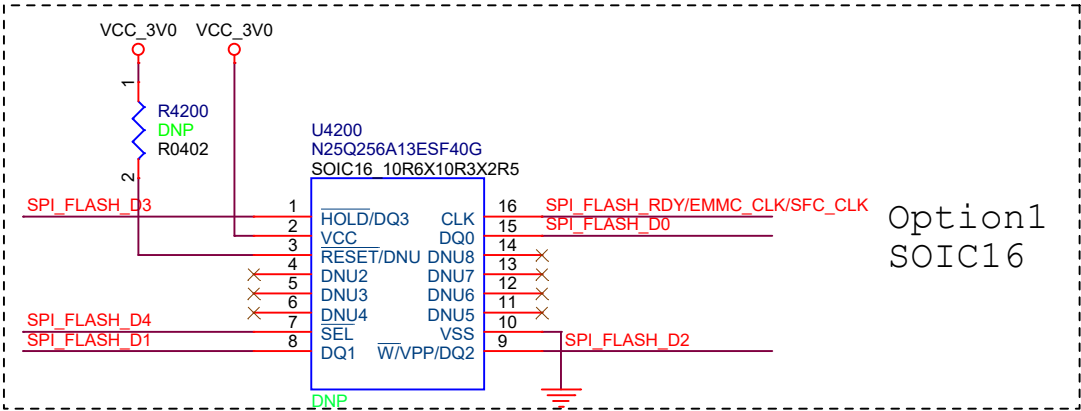 VCC_3V0 VCC_3V0
1
R4200
DNP
R0402
2
U4200
N25Q256A13ESF40G
SOIC16_10R6X10R3X2R5
SPI_FLASH_D3 1 HOLD/DQ3 CLK 16 SPI_FLASH_RDY/EMMC_CLK/SFC_CLK
2 VCC DQ0 15 SPI_FLASH_D0
3 RESET/DNU DNU8 14
4 DNU2 DNU7 13
5 DNU3 DNU6 12
6 DNU4 DNU5 11
SPI_FLASH_D4 7 SEL VSS 10
SPI_FLASH_D1 8 DQ1 W/VPP/DQ2 9 SPI_FLASH_D2
DNP
Option1
SOIC16